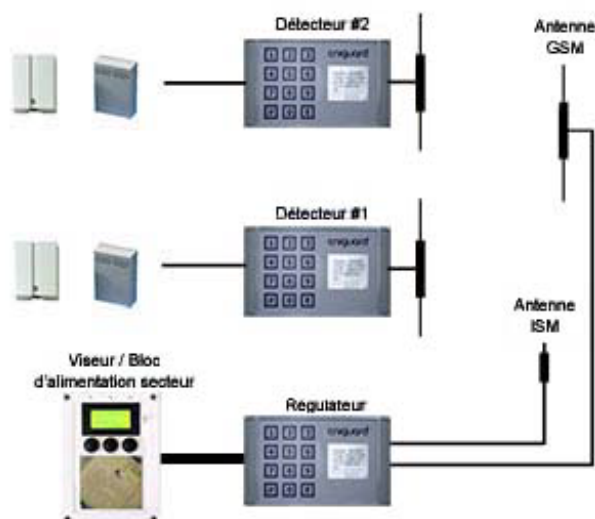 Détecteur #2
Antenne
GSM
Détecteur #1
Antenne
ISM
Viseur / Bloc
d'alimentation secteur
Régulateur